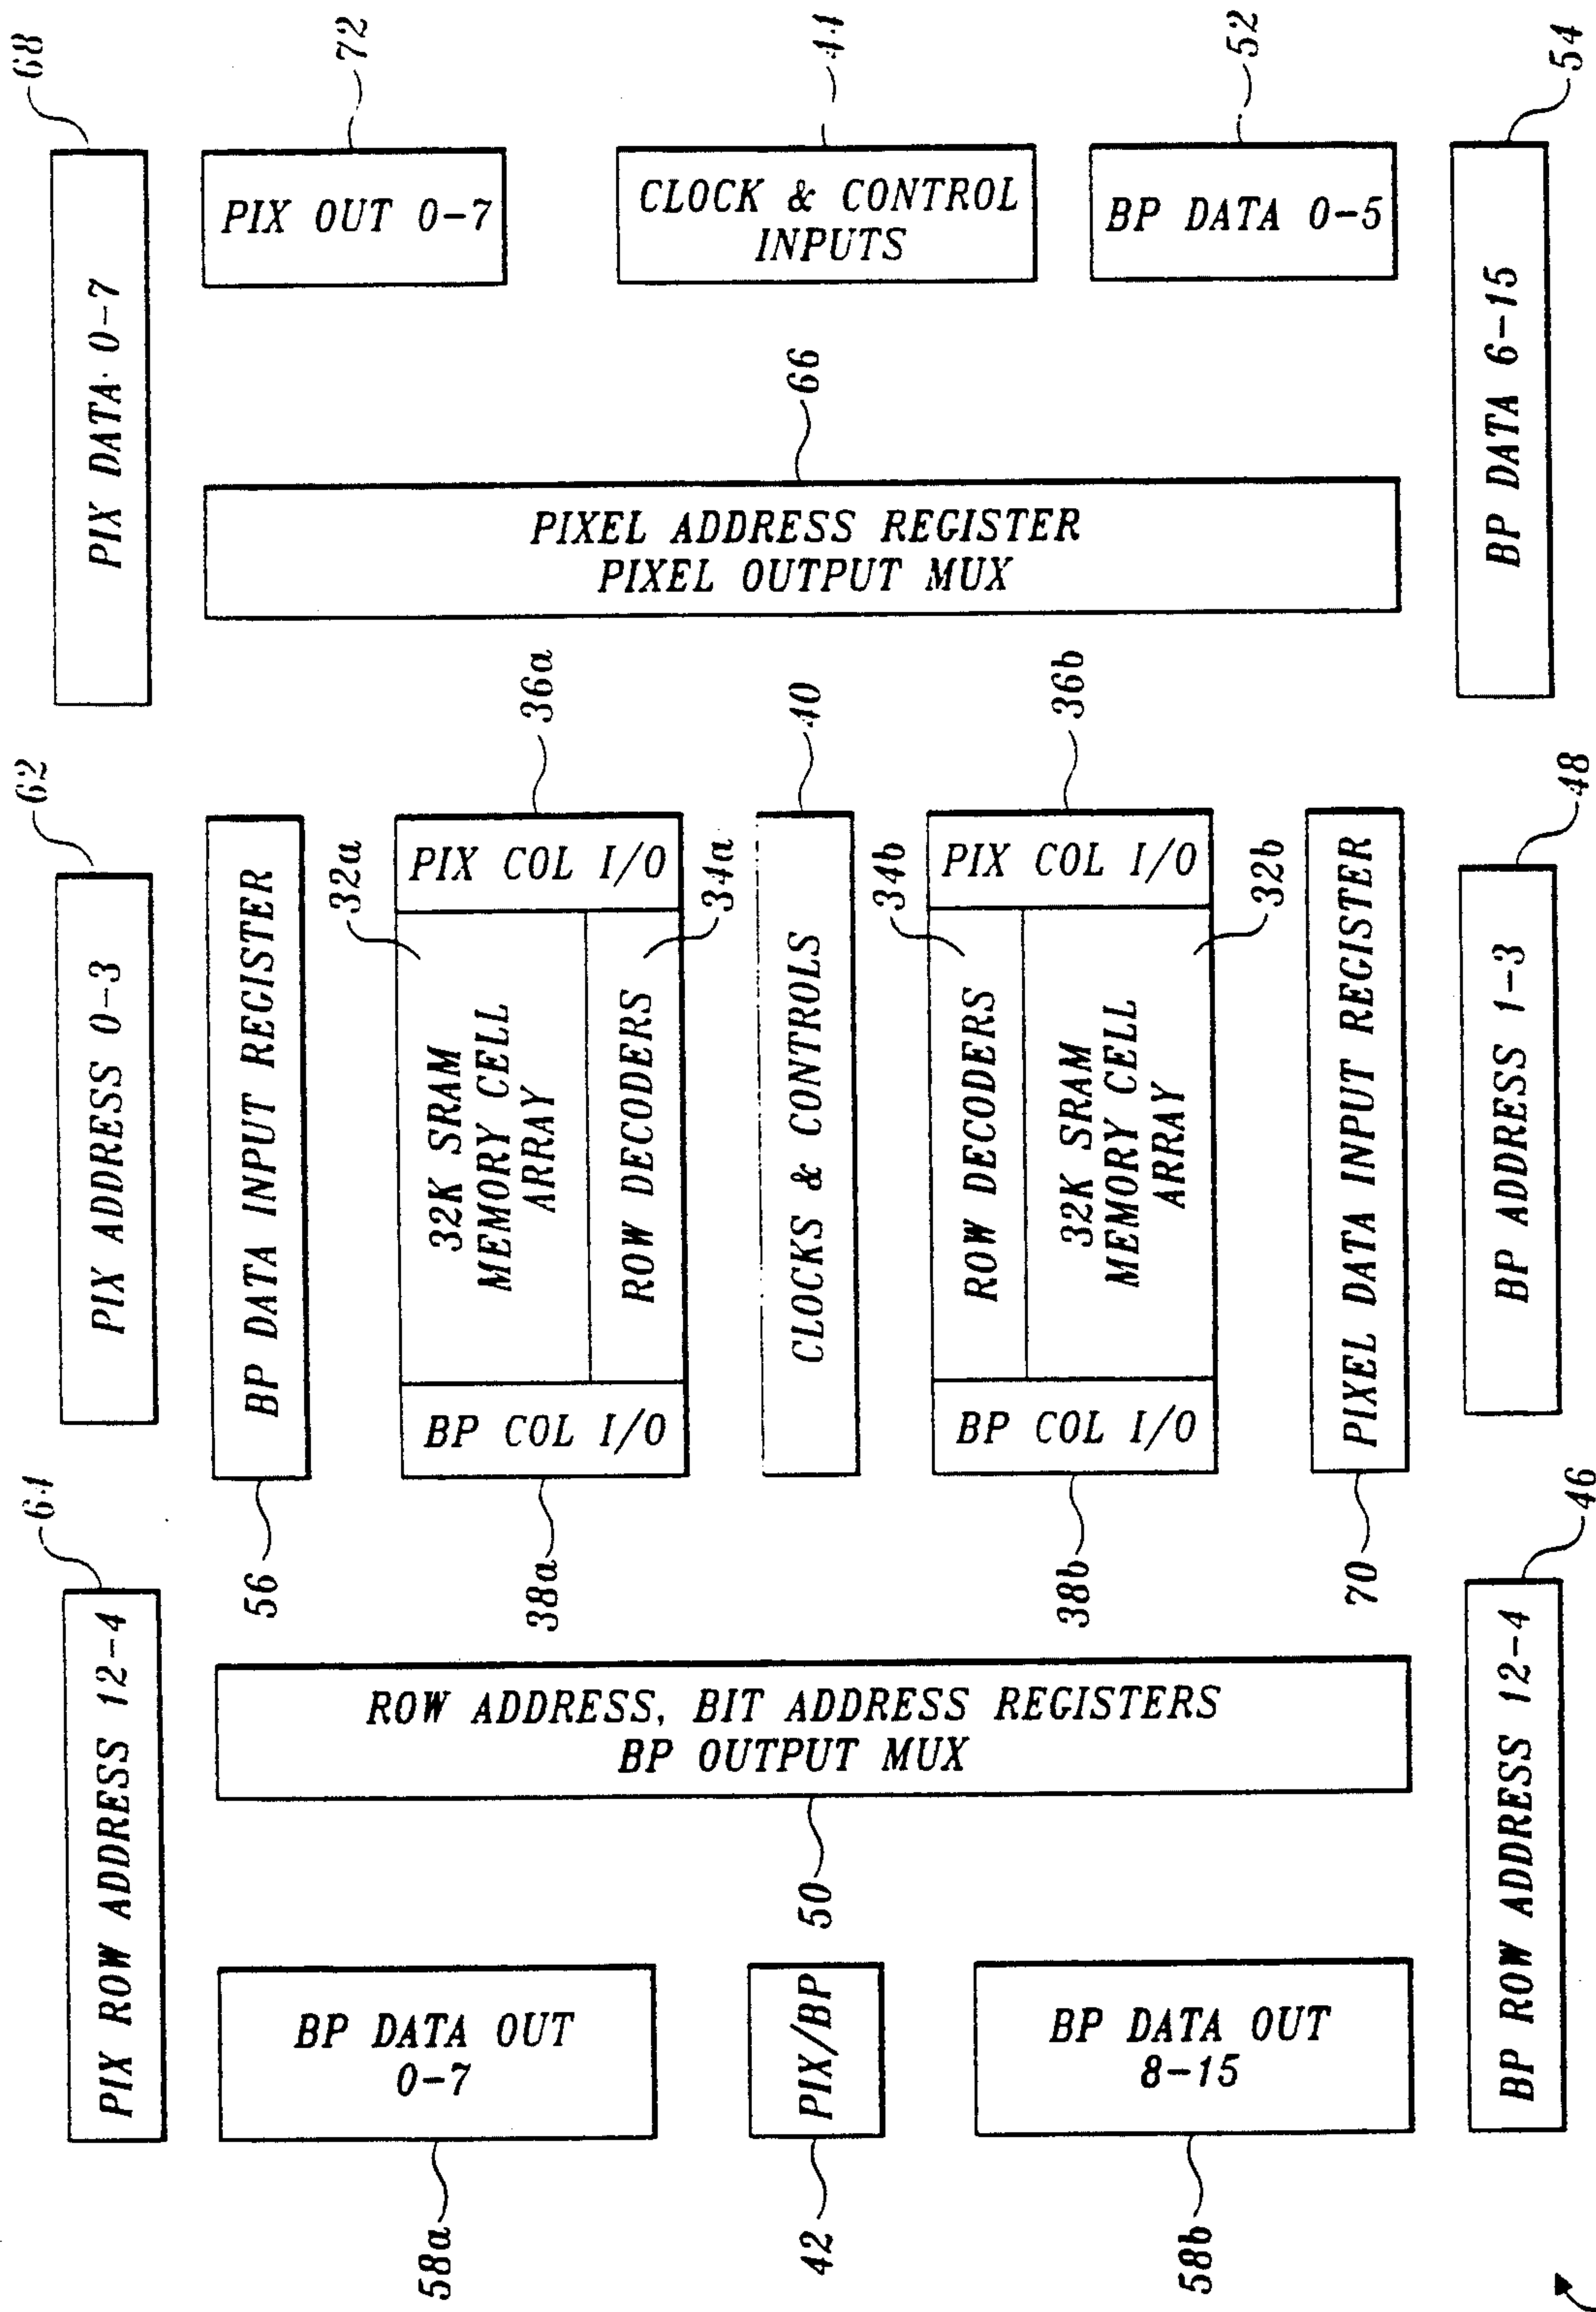 68
PIX DATA 0-7
PIX OUT 0-7
72
CLOCK & CONTROL
INPUTS
44
BP DATA 0-5
52
BP DATA 6-15
54
PIXEL ADDRESS REGISTER
PIXEL OUTPUT MUX
66
62
PIX ADDRESS 0-3
BP DATA INPUT REGISTER
56
32a
PIX COL I/O
36a
32K SRAM
MEMORY CELL
ARRAY
ROW DECODERS
34a
BP COL I/O
38a
CLOCKS & CONTROLS
40
34b
PIX COL I/O
36b
ROW DECODERS
32K SRAM
MEMORY CELL
ARRAY
32b
BP COL I/O
38b
PIXEL DATA INPUT REGISTER
70
BP ADDRESS 1-3
48
64
PIX ROW ADDRESS 12-4
ROW ADDRESS, BIT ADDRESS REGISTERS
BP OUTPUT MUX
50
BP DATA OUT
0-7
58a
PIX/BP
42
BP DATA OUT
8-15
58b
BP ROW ADDRESS 12-4
46